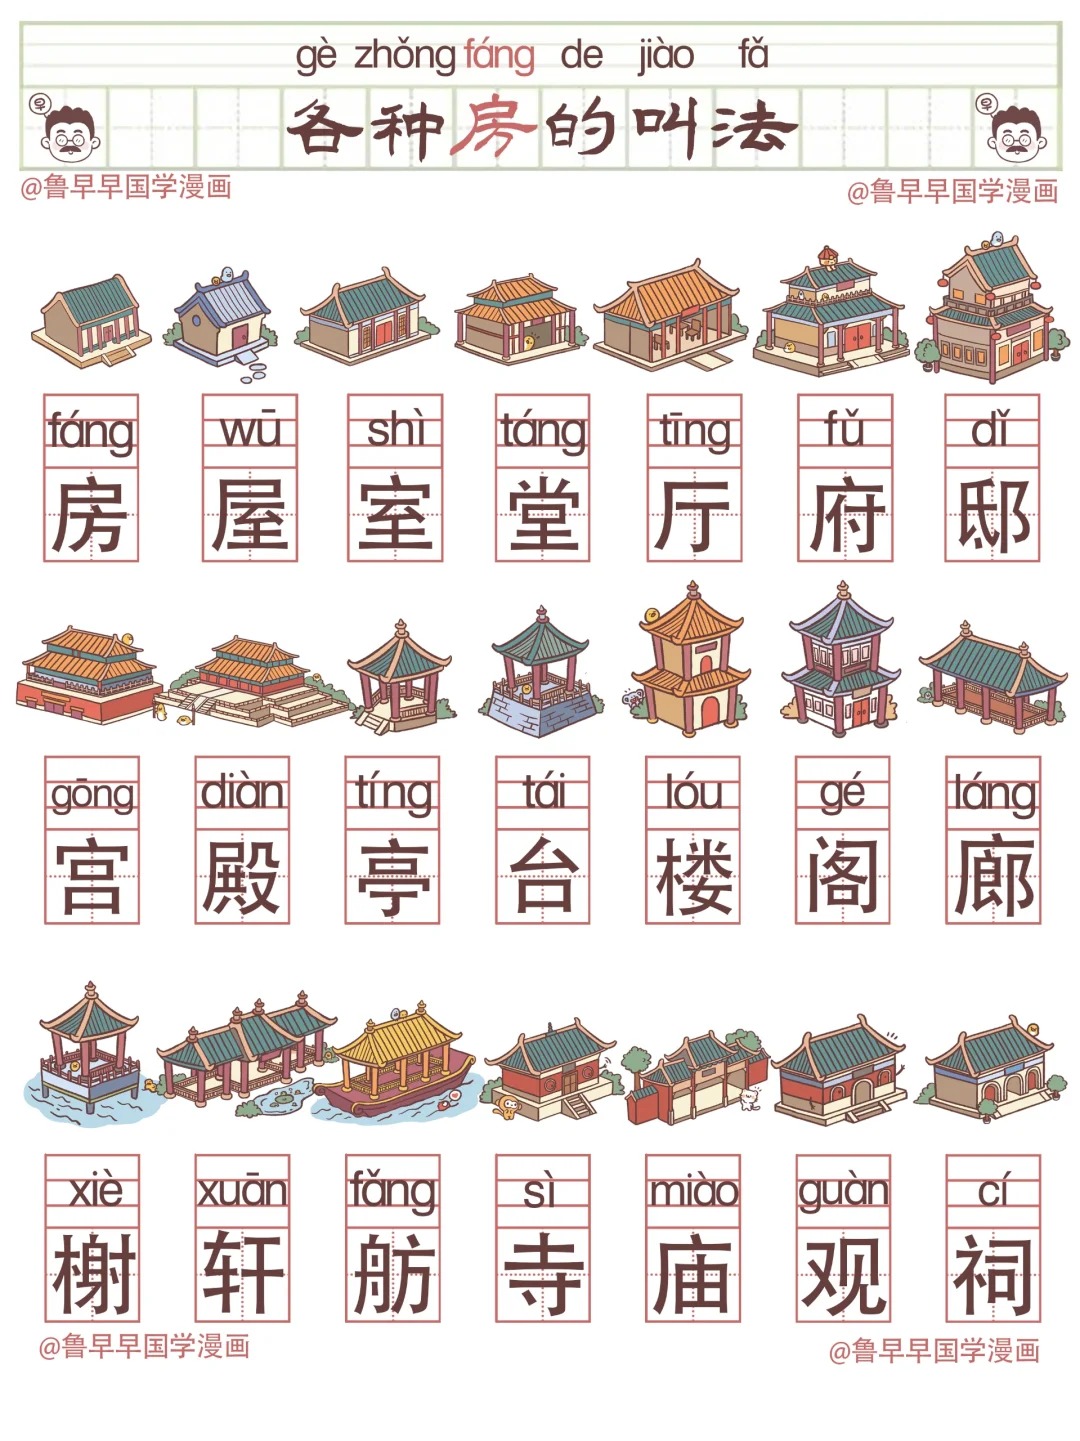 gè zhǒng fáng de jiào fǎ
早 各种房的叫法 早
@鲁早早国学漫画 @鲁早早国学漫画
fáng wū shì táng tīng fǔ dǐ
房 屋 室 堂 厅 府 邸
gōng diàn tíng tái lóu gé láng
宫 殿 亭 台 楼 阁 廊
xiè xuān fǎng sì miào guàn cí
榭 轩 舫 寺 庙 观 祠
@鲁早早国学漫画 @鲁早早国学漫画